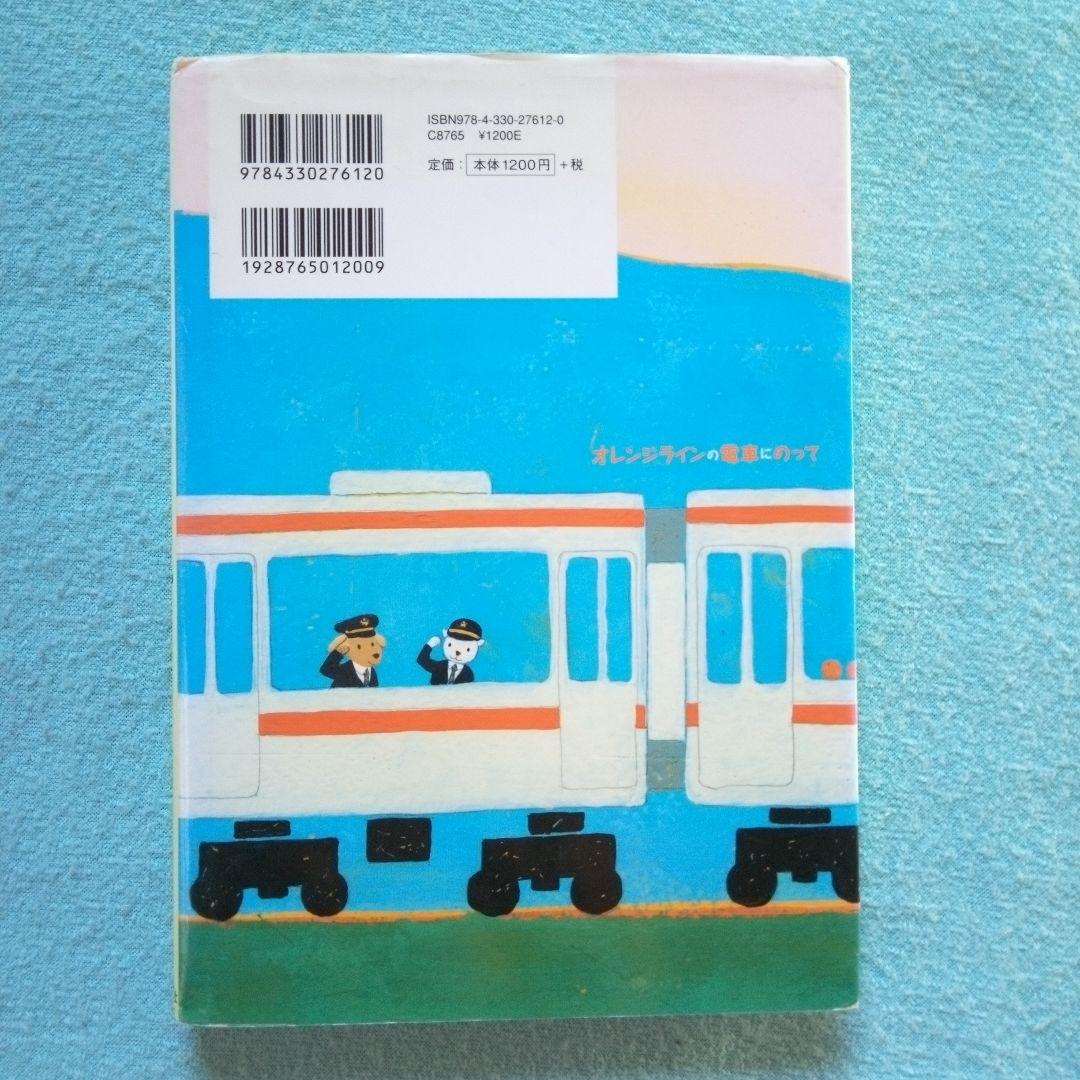 ISBN978-4-330-27612-0
C8765 ¥1200E
定価：本体1200円+税
9784330276120
1928765012009
オレンジラインの電車にのって